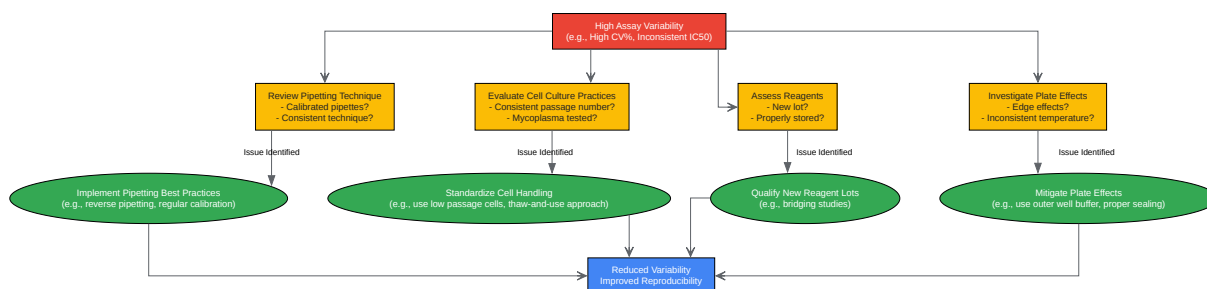 High Assay Variability
(e.g., High CV%, Inconsistent IC50)
Review Pipetting Technique
- Calibrated pipettes?
- Consistent technique?
Evaluate Cell Culture Practices
- Consistent passage number?
- Mycoplasma tested?
Assess Reagents
- New lot?
- Properly stored?
Investigate Plate Effects
- Edge effects?
- Inconsistent temperature?
Issue Identified
Issue Identified
Issue Identified
Issue Identified
Implement Pipetting Best Practices
(e.g., reverse pipetting, regular calibration)
Standardize Cell Handling
(e.g., use low passage cells, thaw-and-use approach)
Qualify New Reagent Lots
(e.g., bridging studies)
Mitigate Plate Effects
(e.g., use outer well buffer, proper sealing)
Reduced Variability
Improved Reproducibility